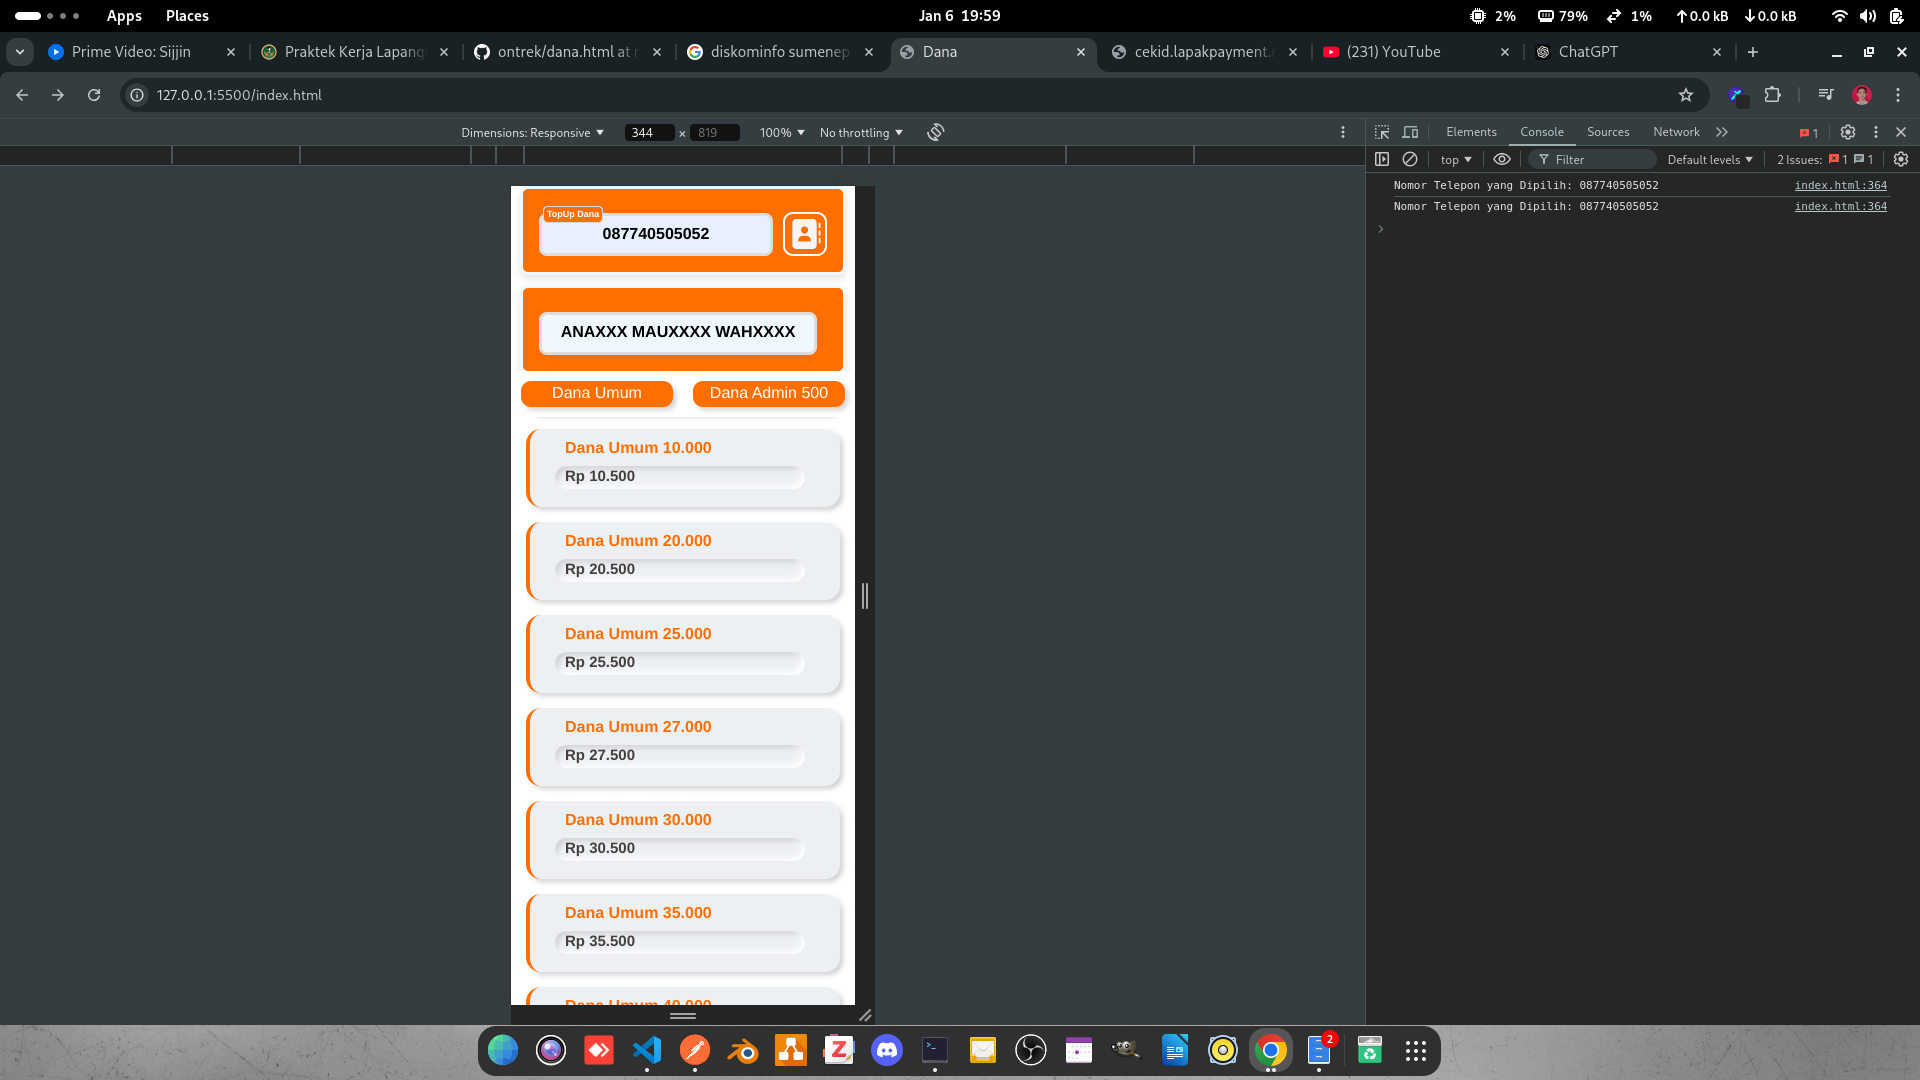 Apps Places Jan 6 19:59 2% 79% 1% 0.0 kB 0.0 kB
Prime Video: Sijjin Praktek Kerja Lapang ontrek/dana.html at diskominfo sumenep Dana cekid.lapakpayment. (231) YouTube ChatGPT
127.0.0.1:5500/index.html
Dimensions: Responsive 344 × 819 100% No throttling Elements Console Sources Network 1
top Filter Default levels 2 Issues: 1 1
Nomor Telepon yang Dipilih: 087740505052 index.html:364
Nomor Telepon yang Dipilih: 087740505052 index.html:364
TopUp Dana
087740505052
ANAXXX MAUXXXX WAHXXXX
Dana Umum Dana Admin 500
Dana Umum 10.000
Rp 10.500
Dana Umum 20.000
Rp 20.500
Dana Umum 25.000
Rp 25.500
Dana Umum 27.000
Rp 27.500
Dana Umum 30.000
Rp 30.500
Dana Umum 35.000
Rp 35.500
Dana Umum 40.000
2